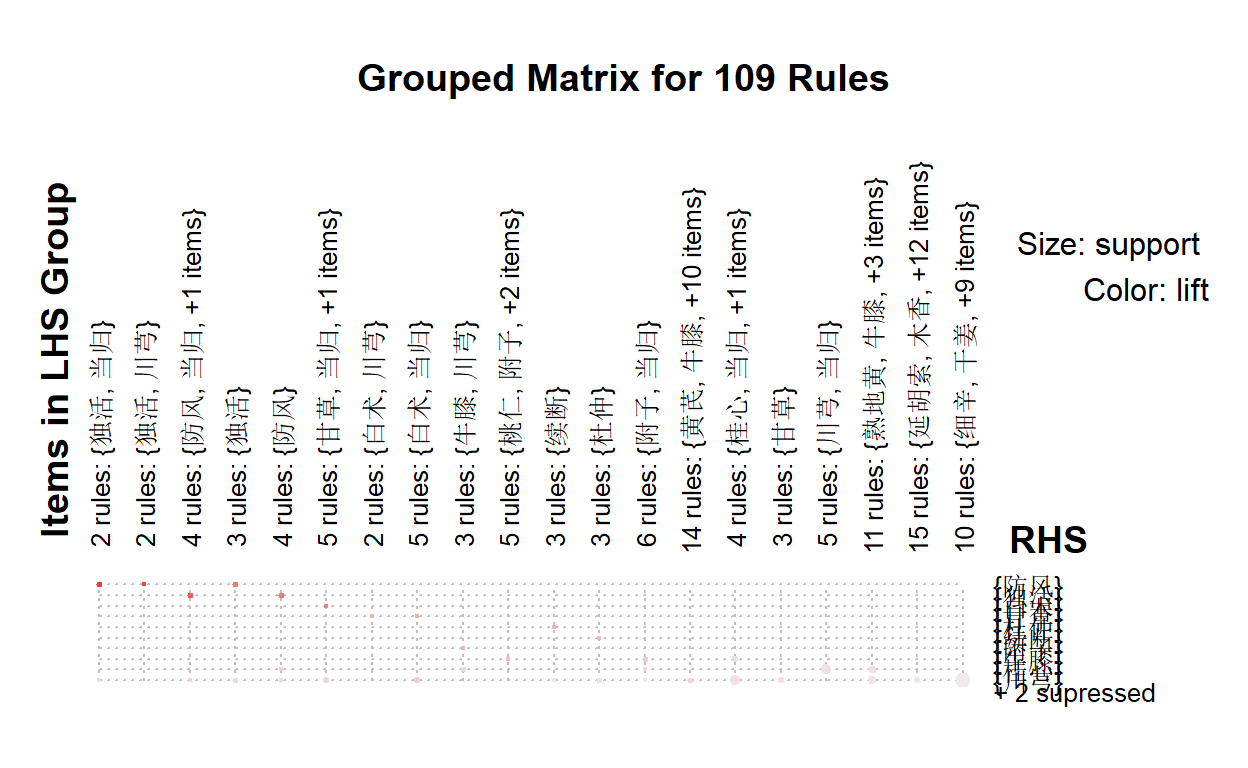 Grouped Matrix for 109 Rules
Items in LHS Group
2 rules: {独活, 当归}
2 rules: {独活, 川芎}
4 rules: {防风, 当归, +1 items}
3 rules: {独活}
4 rules: {防风}
5 rules: {甘草, 当归, +1 items}
2 rules: {白术, 川芎}
5 rules: {白术, 当归}
3 rules: {牛膝, 川芎}
5 rules: {桃仁, 附子, +2 items}
3 rules: {续断}
3 rules: {杜仲}
6 rules: {附子, 当归}
14 rules: {黄芪, 牛膝, +10 items}
4 rules: {桂心, 当归, +1 items}
3 rules: {甘草}
5 rules: {川芎, 当归}
11 rules: {熟地黄, 牛膝, +3 items}
15 rules: {延胡索, 木香, +12 items}
10 rules: {细辛, 干姜, +9 items}
Size: support
Color: lift
RHS
{防风}
{独活}
+ 2 supressed